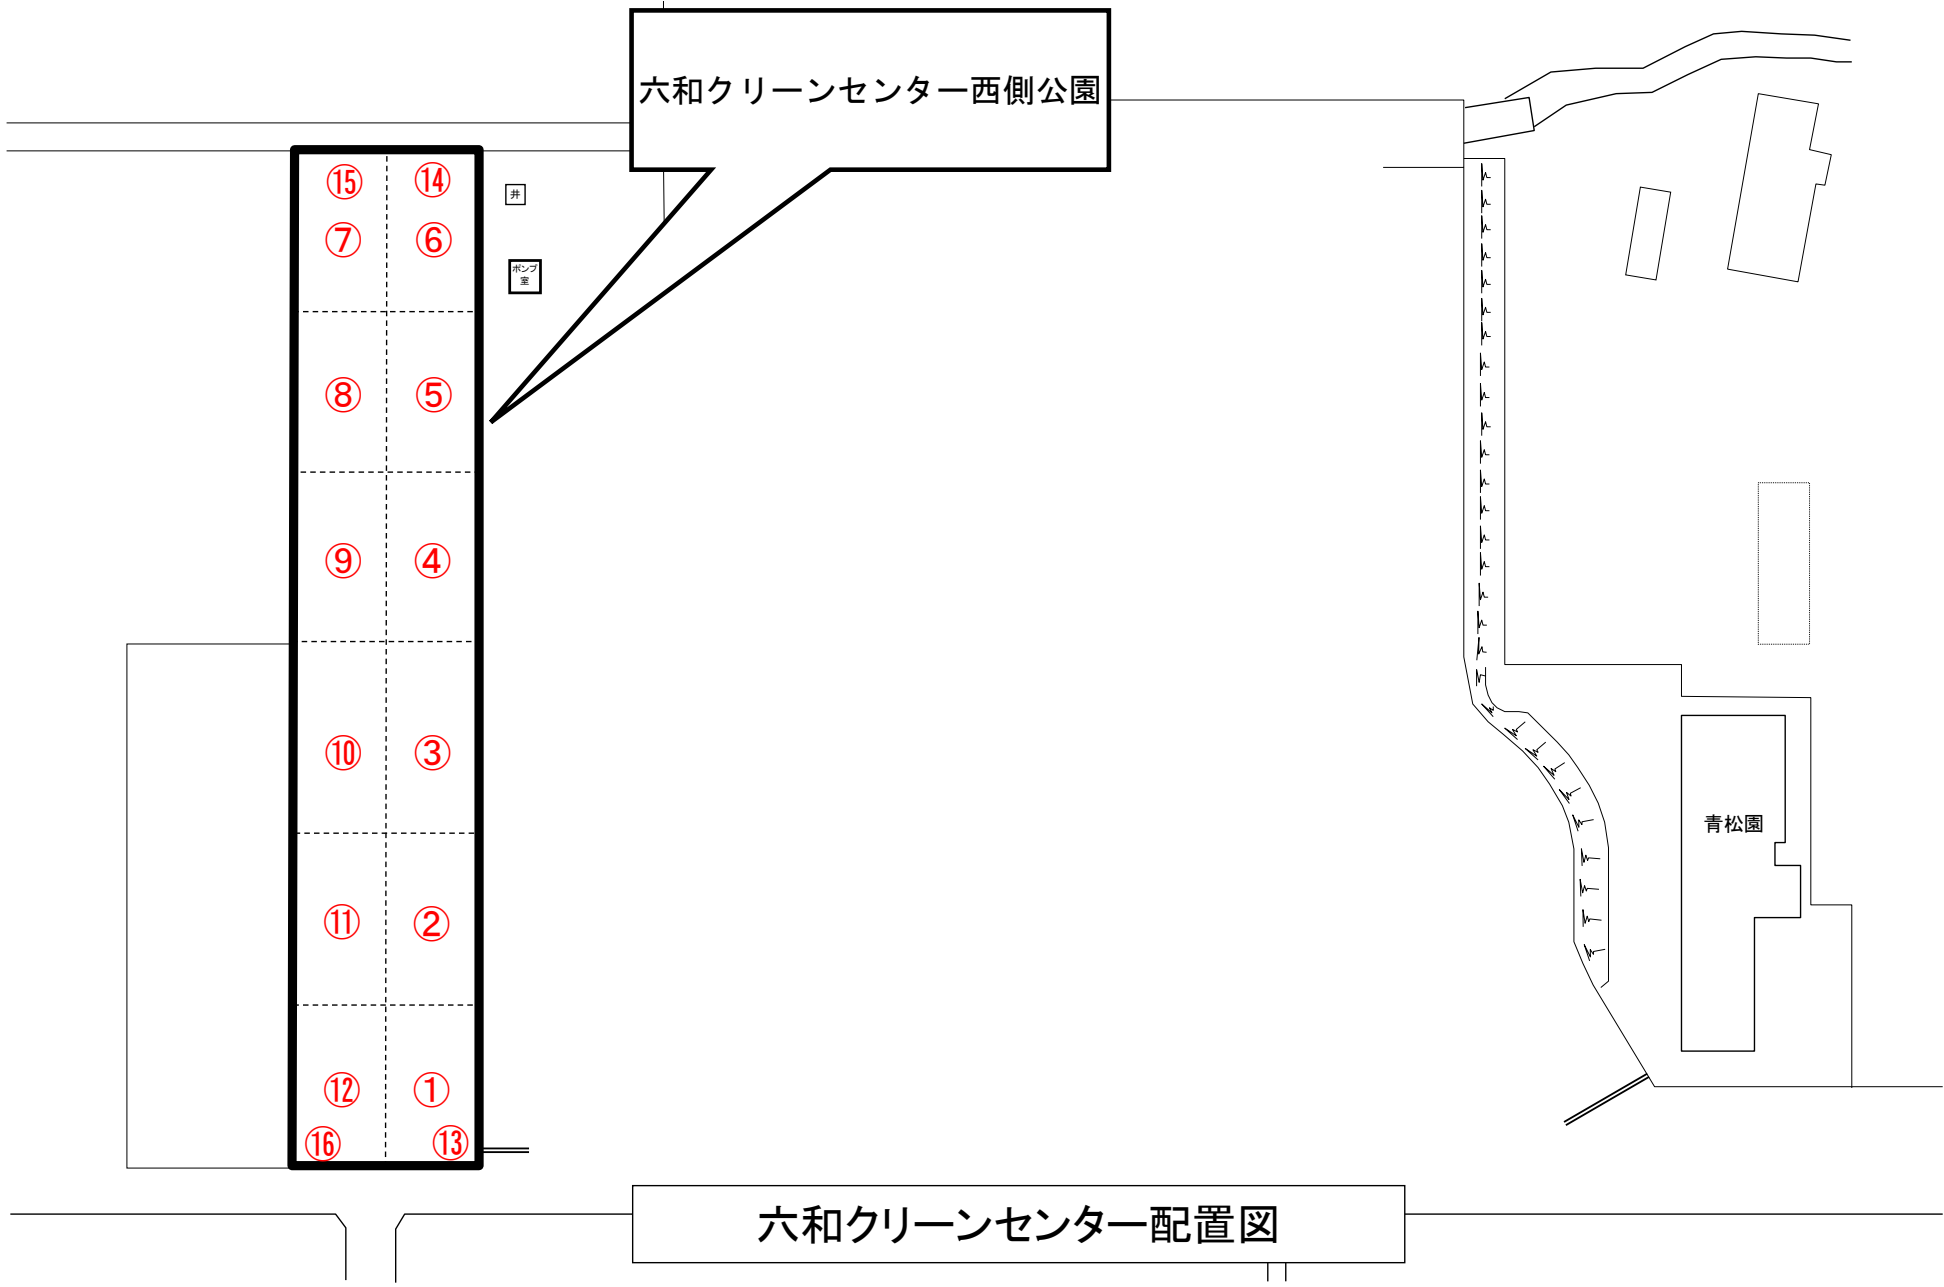 六和クリーンセンター西側公園
⑮ ⑭
井
⑦ ⑥
ポンプ
室
⑧ ⑤
⑨ ④
⑩ ③
青松園
⑪ ②
⑫ ①
⑯ ⑬
六和クリーンセンター配置図